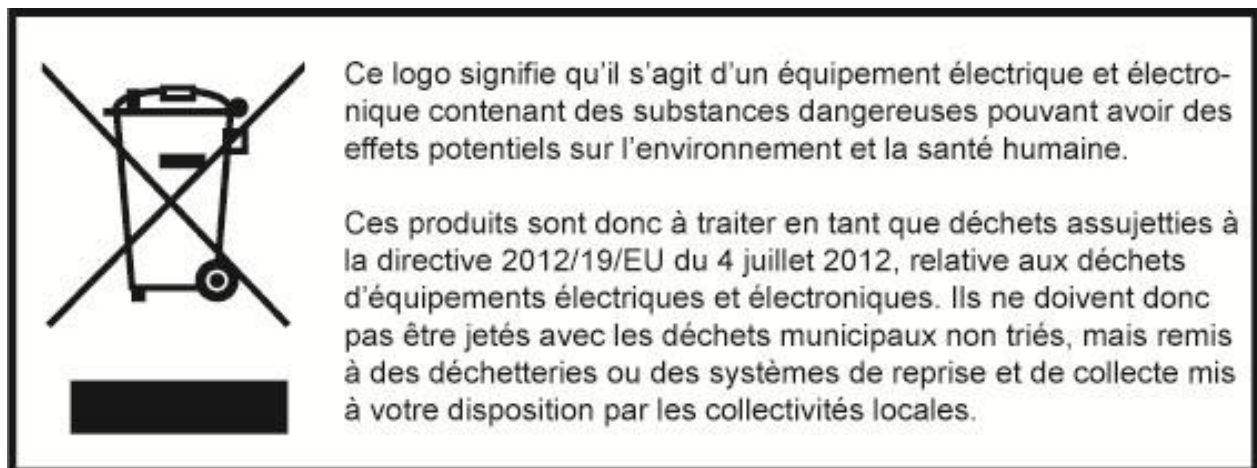 Ce logo signifie qu’il s’agit d’un équipement électrique et électro-
nique contenant des substances dangereuses pouvant avoir des
effets potentiels sur l’environnement et la santé humaine.
Ces produits sont donc à traiter en tant que déchets assujetties à
la directive 2012/19/EU du 4 juillet 2012, relative aux déchets
d’équipements électriques et électroniques. Ils ne doivent donc
pas être jetés avec les déchets municipaux non triés, mais remis
à des déchetteries ou des systèmes de reprise et de collecte mis
à votre disposition par les collectivités locales.